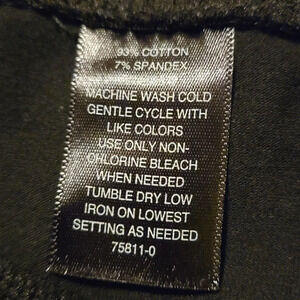 93% COTTON
7% SPANDEX
MACHINE WASH COLD
GENTLE CYCLE WITH
LIKE COLORS
USE ONLY NON-
CHLORINE BLEACH
WHEN NEEDED
TUMBLE DRY LOW
IRON ON LOWEST
SETTING AS NEEDED
75811-0